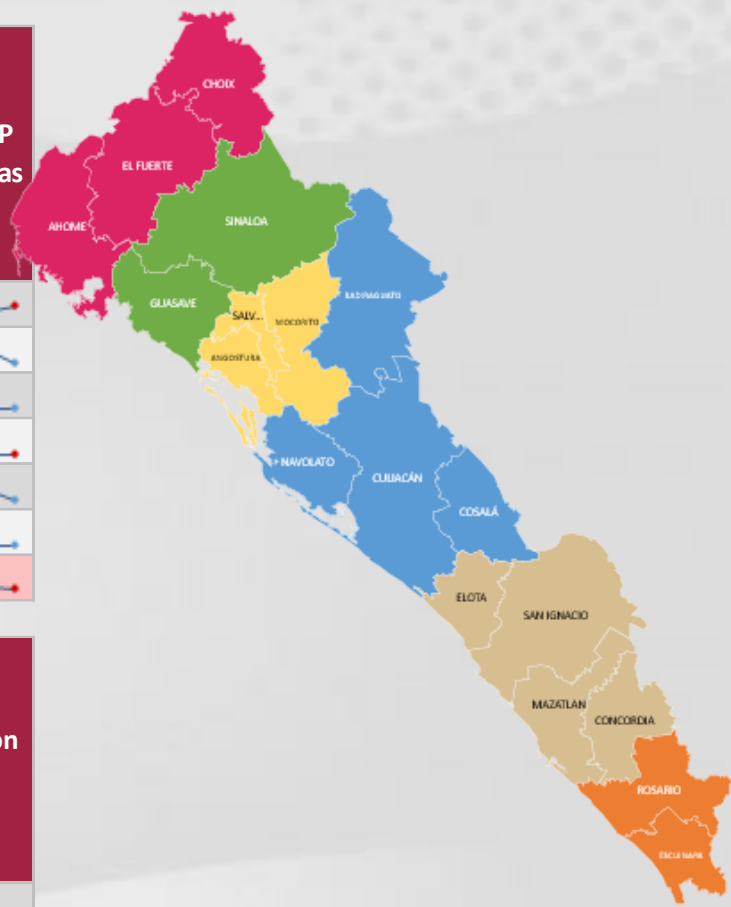 P
as
on
CHOIX
EL FUERTE
AHOME
SINALOA
GUASAVE
SALV...
MOCORITO
BADIRAGUATO
ANGOSTURA
NAVOLATO
CULIACÁN
COSALÁ
ELOTA
SAN IGNACIO
MAZATLAN
CONCORDIA
ROSARIO
ESCUINAPA